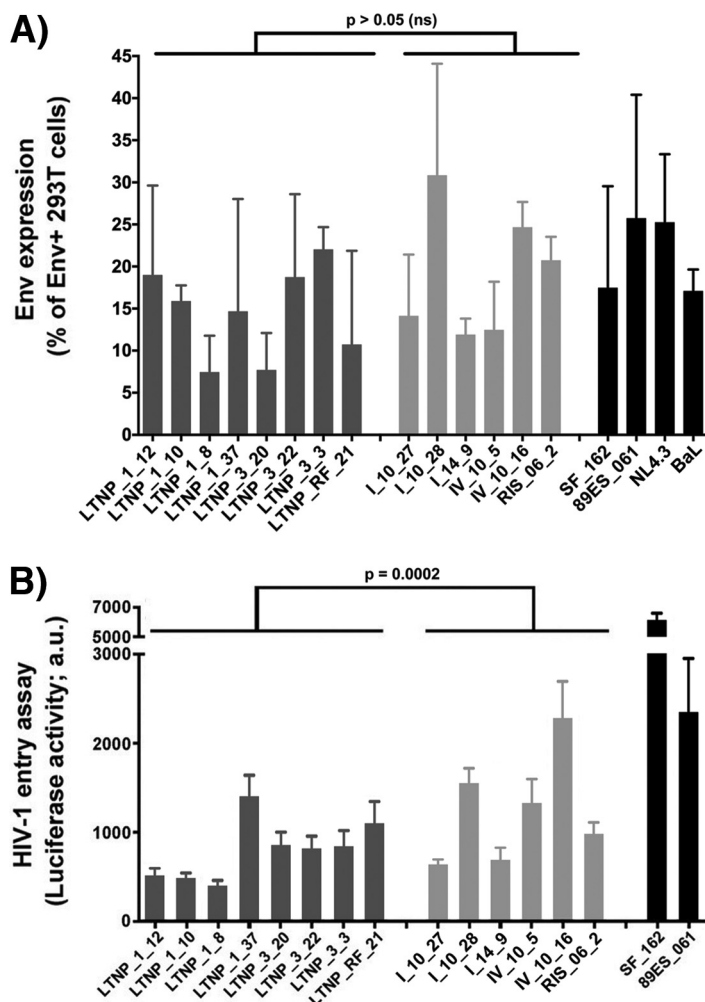 A)
p > 0.05 (ns)
Env expression
(% of Env+ 293T cells)
45
40
35
30
25
20
15
10
5
0
LTNP_1_12
LTNP_1_10
LTNP_1_8
LTNP_1_37
LTNP_3_20
LTNP_3_22
LTNP_3_3
LTNP_RF_21
I_10_27
I_10_28
I_14_9
IV_10_5
IV_10_16
RIS_06_2
SF_162
89ES_061
NL4.3
BaL
B)
p = 0.0002
HIV-1 entry assay
(Luciferase activity; a.u.)
7000
5000
3000
2000
1000
0
LTNP_1_12
LTNP_1_10
LTNP_1_8
LTNP_1_37
LTNP_3_20
LTNP_3_22
LTNP_3_3
LTNP_RF_21
I_10_27
I_10_28
I_14_9
IV_10_5
IV_10_16
RIS_06_2
SF_162
89ES_061